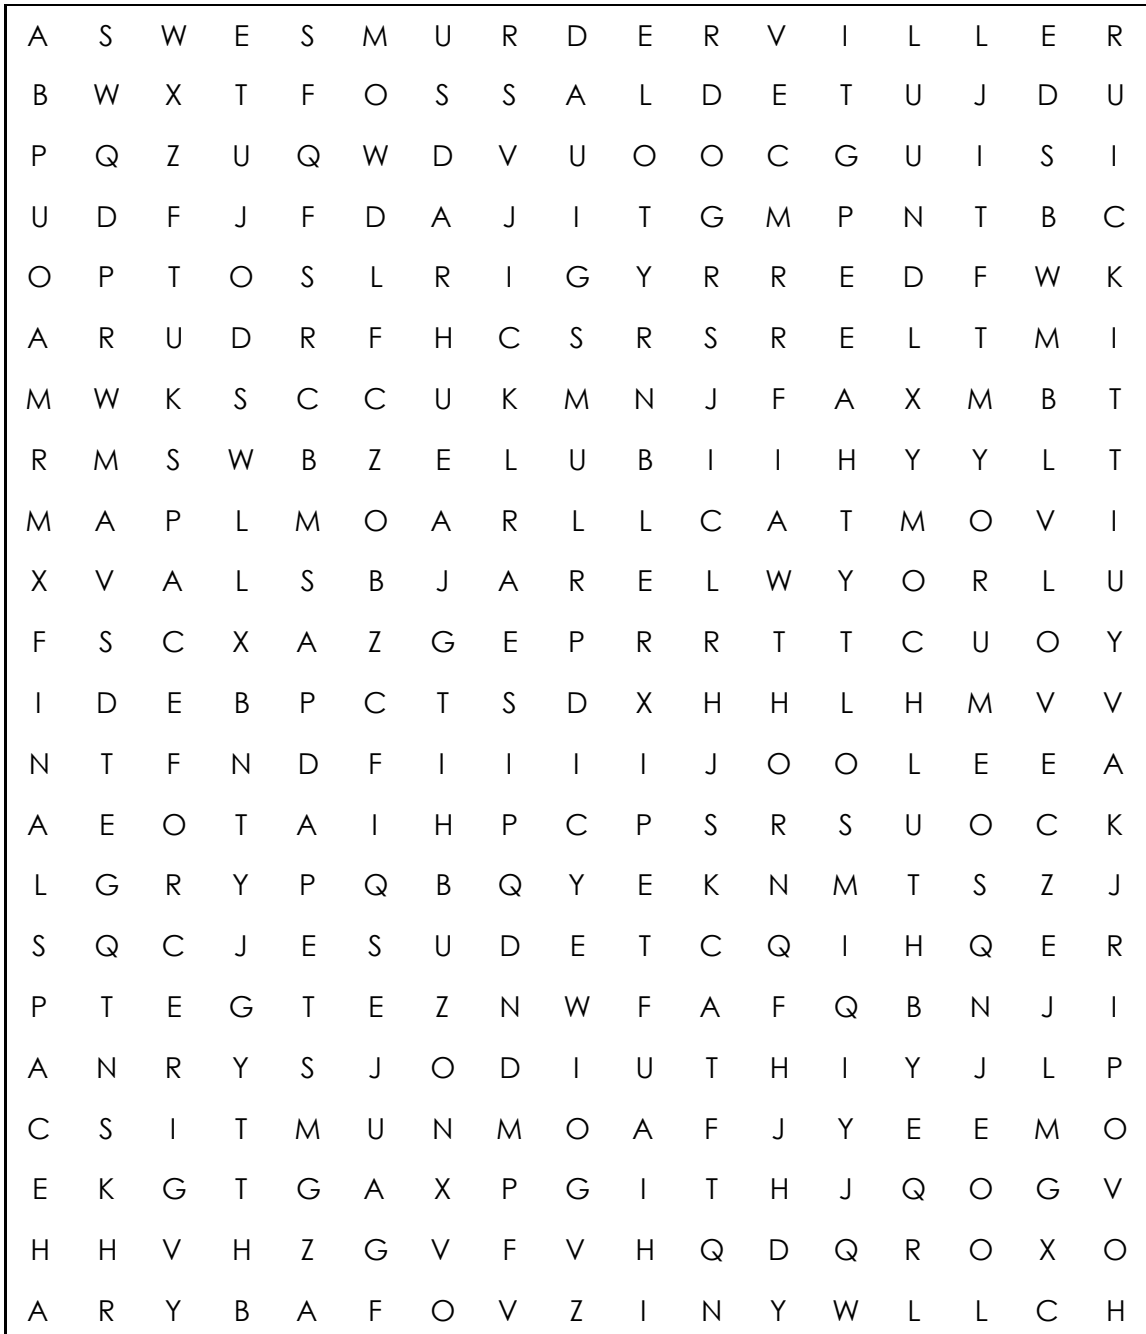 A S W E S M U R D E R V I L L E R
B W X T F O S S A L D E T U J D U
P Q Z U Q W D V U O O C G U I S I
U D F J F D A J I T G M P N T B C
O P T O S L R I G Y R R E D F W K
A R U D R F H C S R S R E L T M I
M W K S C C U K M N J F A X M B T
R M S W B Z E L U B I I H Y Y L T
M A P L M O A R L L C A T M O V I
X V A L S B J A R E L W Y O R L U
F S C X A Z G E P R R T T C U O Y
I D E B P C T S D X H H L H M V V
N T F N D F I I I I J O O L E E A
A E O T A I H P C P S R S U O C K
L G R Y P Q B Q Y E K N M T S Z J
S Q C J E S U D E T C Q I H Q E R
P T E G T E Z N W F A F Q B N J I
A N R Y S J O D I U T H I Y J L P
C S I T M U N M O A F J Y E E M O
E K G T G A X P G I T H J Q O G V
H H V H Z G V F V H Q D Q R O X O
A R Y B A F O V Z I N Y W L L C H